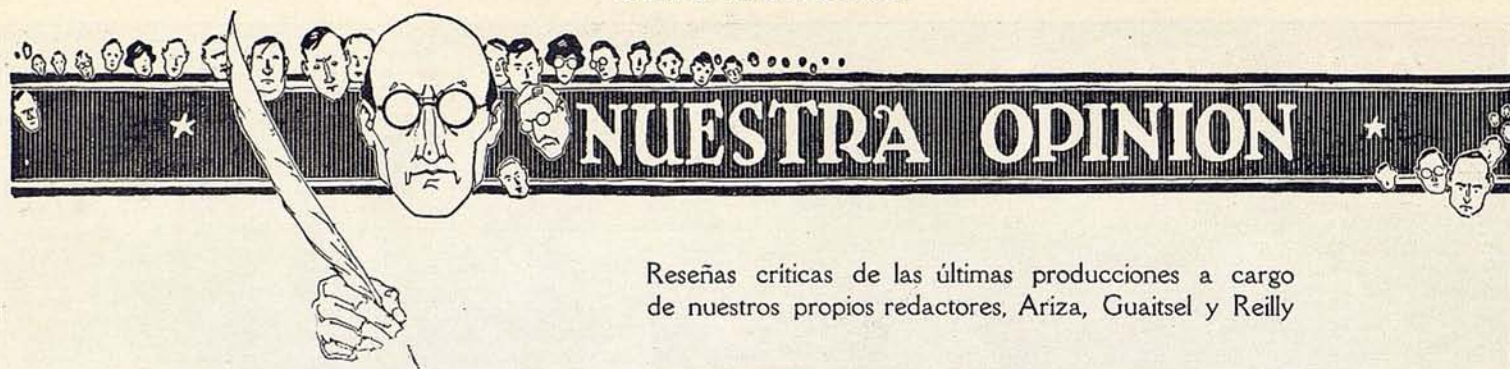 NUESTRA OPINION
Reseñas críticas de las últimas producciones a cargo
de nuestros propios redactores, Ariza, Guaitsel y Reilly